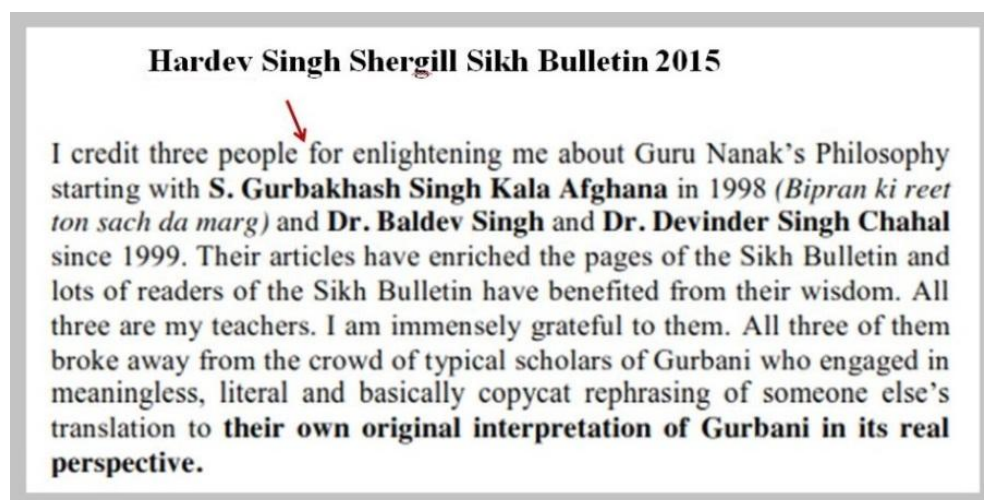 Hardev Singh Shergill Sikh Bulletin 2015
I credit three people for enlightening me about Guru Nanak’s Philosophy
starting with S. Gurbakhash Singh Kala Afghana in 1998 (Bipran ki reet
ton sach da marg) and Dr. Baldev Singh and Dr. Devinder Singh Chahal
since 1999. Their articles have enriched the pages of the Sikh Bulletin and
lots of readers of the Sikh Bulletin have benefited from their wisdom. All
three are my teachers. I am immensely grateful to them. All three of them
broke away from the crowd of typical scholars of Gurbani who engaged in
meaningless, literal and basically copycat rephrasing of someone else’s
translation to their own original interpretation of Gurbani in its real
perspective.